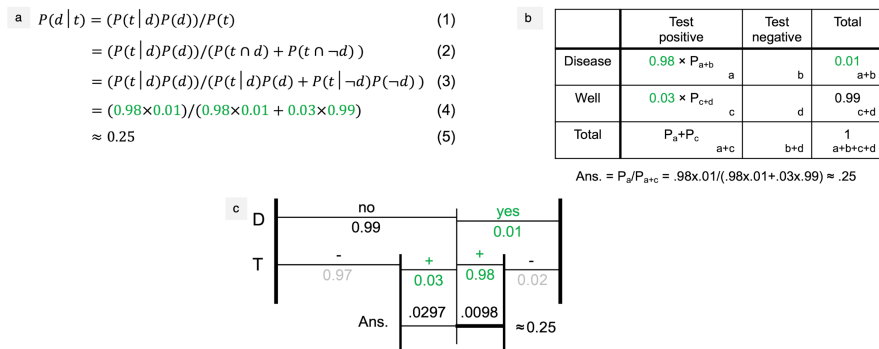 a
P(d|t) = (P(t|d)P(d))/P(t) (1)
= (P(t|d)P(d))/(P(t ∩ d) + P(t ∩ ¬d) ) (2)
= (P(t|d)P(d))/(P(t|d)P(d) + P(t|¬d)P(¬d)) (3)
= (0.98×0.01)/(0.98×0.01 + 0.03×0.99) (4)
≈ 0.25 (5)
b
Test positive Test negative Total
Disease 0.98 × Pa+b a b 0.01 a+b
Well 0.03 × Pc+d c d 0.99 c+d
Total Pa+Pc a+c b+d 1 a+b+c+d
Ans. = Pa/Pa+c = .98x.01/(.98x.01+.03x.99) ≈ .25
c
D no yes
0.99 0.01
T - + + -
0.97 0.03 0.98 0.02
Ans. .0297 .0098 ≈0.25